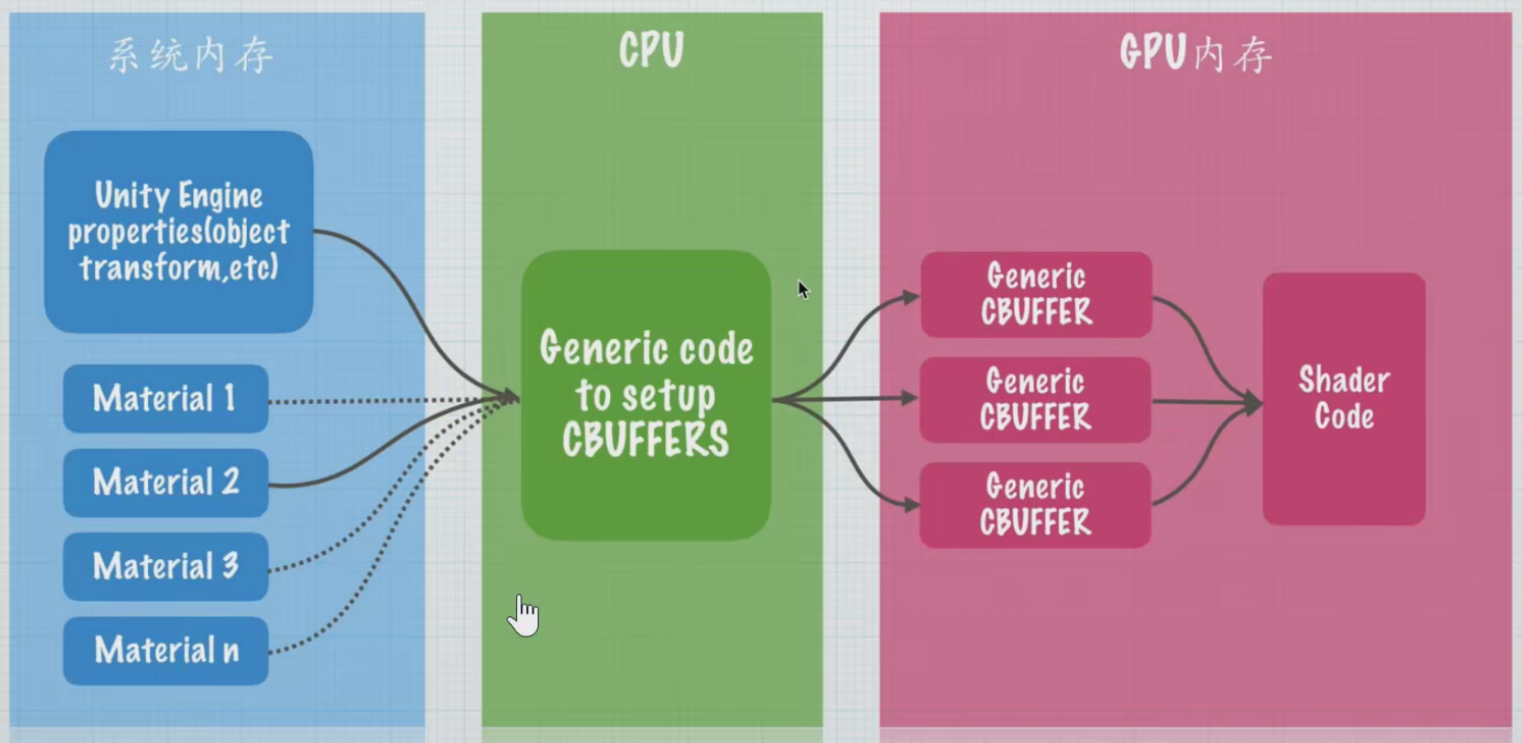 系统内存
Unity Engine
properties(object
transform,etc)
Material 1
Material 2
Material 3
Material n
CPU
Generic code
to setup
CBUFFERS
GPU内存
Generic
CBUFFER
Generic
CBUFFER
Generic
CBUFFER
Shader
Code